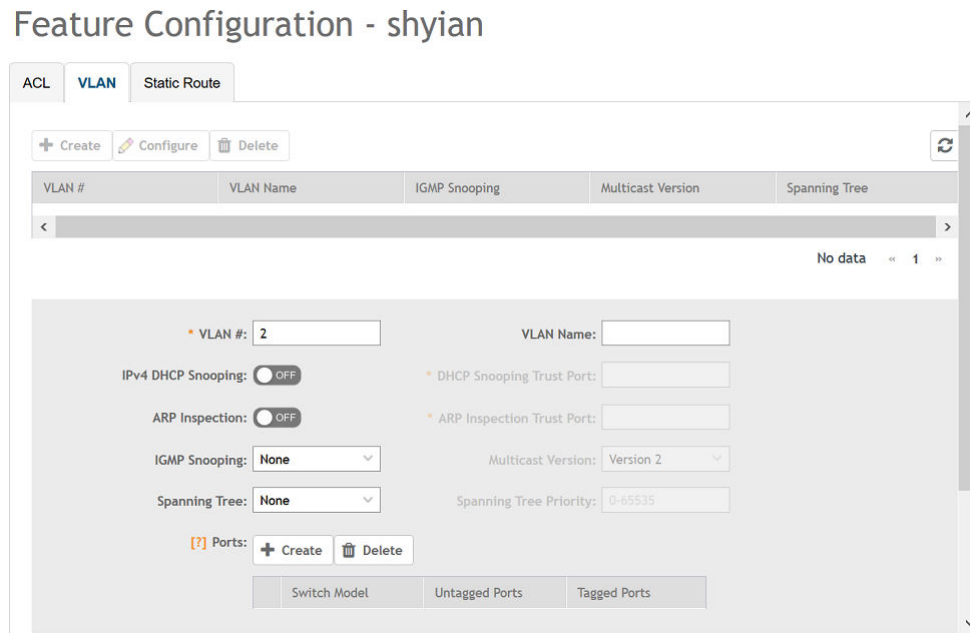 Feature Configuration - shyian
ACL VLAN Static Route
+ Create Configure Delete
VLAN # VLAN Name IGMP Snooping Multicast Version Spanning Tree
< >
No data « 1 »
* VLAN #: 2 VLAN Name:
IPv4 DHCP Snooping: OFF * DHCP Snooping Trust Port:
ARP Inspection: OFF * ARP Inspection Trust Port:
IGMP Snooping: None Multicast Version: Version 2
Spanning Tree: None Spanning Tree Priority: 0-65535
[?] Ports: + Create Delete
Switch Model Untagged Ports Tagged Ports